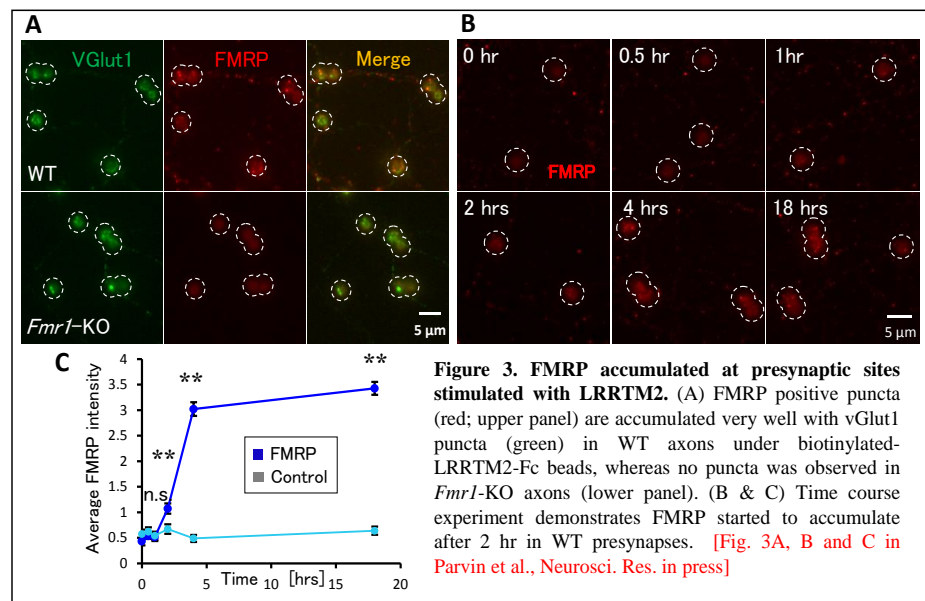 A
VGlut1
FMRP
Merge
WT
Fmr1-KO
5 μm
B
0 hr
0.5 hr
1hr
FMRP
2 hrs
4 hrs
18 hrs
5 μm
C
Average FMRP intensity
4
3.5
3
2.5
2
1.5
1
0.5
0
n.s.
**
**
**
FMRP
Control
0
5
10
15
20
Time [hrs]
Figure 3. FMRP accumulated at presynaptic sites
stimulated with LRRTM2. (A) FMRP positive puncta
(red; upper panel) are accumulated very well with vGlut1
puncta (green) in WT axons under biotinylated-
LRRTM2-Fc beads, whereas no puncta was observed in
Fmr1-KO axons (lower panel). (B & C) Time course
experiment demonstrates FMRP started to accumulate
after 2 hr in WT presynapses. [Fig. 3A, B and C in
Parvin et al., Neurosci. Res. in press]